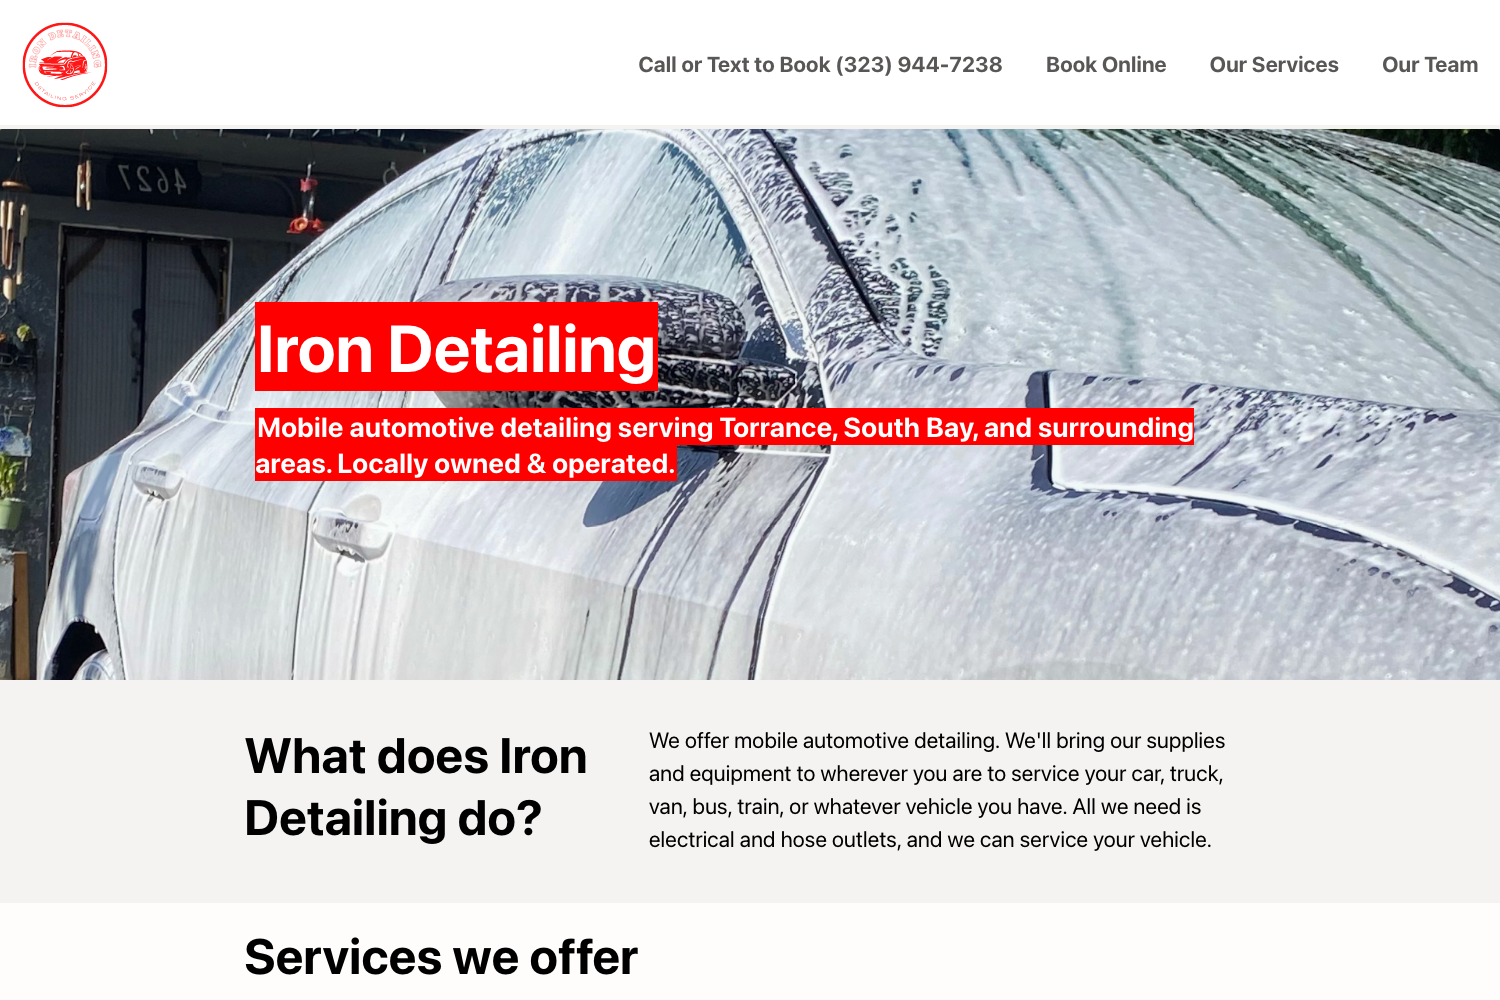 IRON DETAILING
DETAILING SERVICE
Call or Text to Book (323) 944-7238
Book Online
Our Services
Our Team
4627
Iron Detailing
Mobile automotive detailing serving Torrance, South Bay, and surrounding
areas. Locally owned & operated.
What does Iron
Detailing do?
We offer mobile automotive detailing. We'll bring our supplies
and equipment to wherever you are to service your car, truck,
van, bus, train, or whatever vehicle you have. All we need is
electrical and hose outlets, and we can service your vehicle.
Services we offer